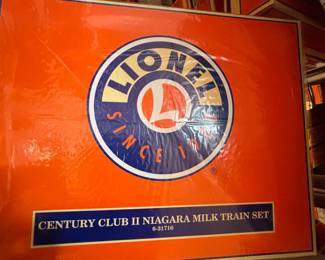 LIONEL
L
SINCE
®
CENTURY CLUB II NIAGARA MILK TRAIN SET
6-31716